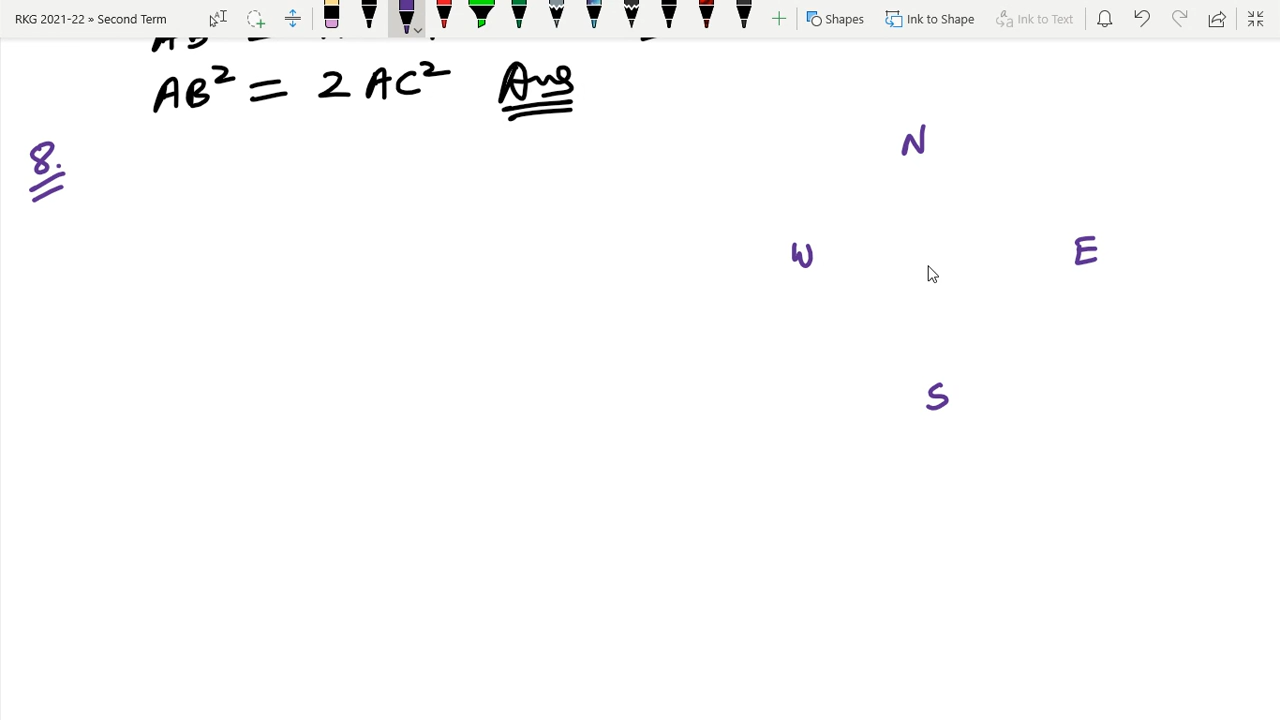 RKG 2021-22 » Second Term
Shapes
Ink to Shape
Ink to Text
AB² = 2 AC² Ans
8.
N
W E
S